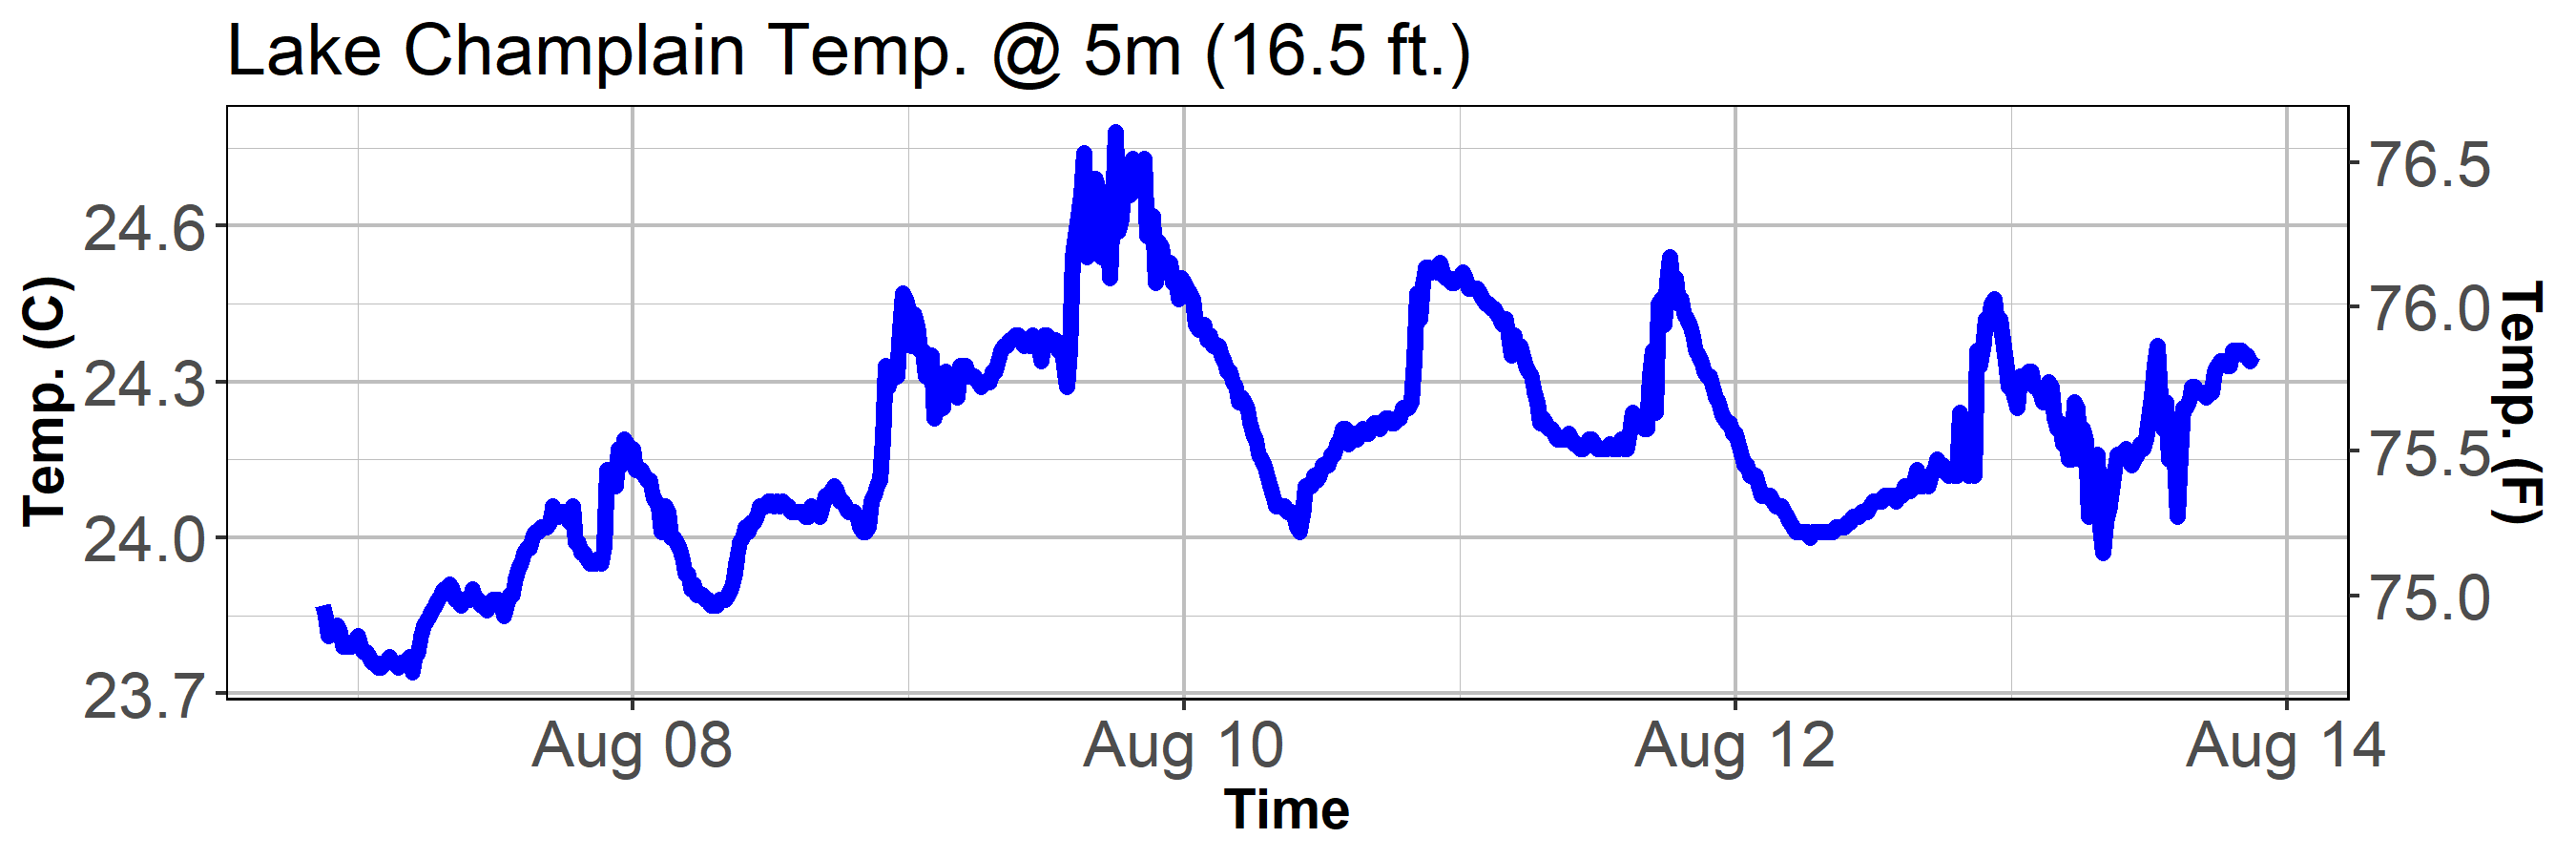 Lake Champlain Temp. @ 5m (16.5 ft.)
Temp. (C)
24.6
24.3
24.0
23.7
76.5
76.0
75.5
75.0
Temp. (F)
Aug 08 Aug 10 Aug 12 Aug 14
Time